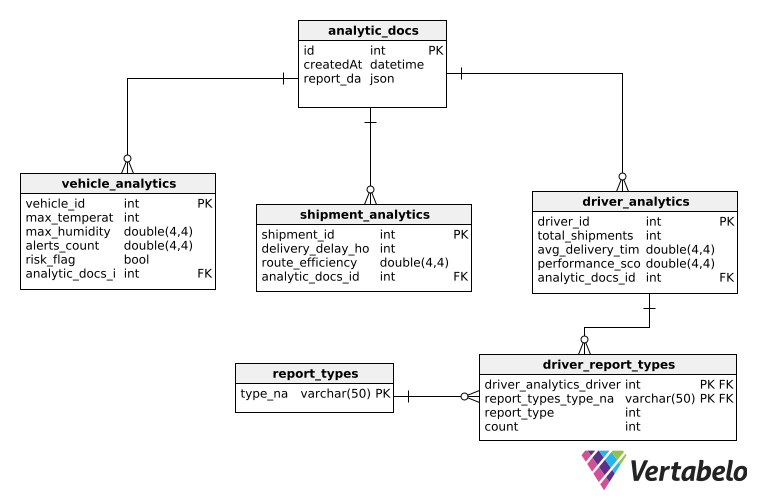 analytic_docs
id int PK
createdAt datetime
report_da json
vehicle_analytics
vehicle_id int PK
max_temperat int
max_humidity double(4,4)
alerts_count double(4,4)
risk_flag bool
analytic_docs_i int FK
shipment_analytics
shipment_id int PK
delivery_delay_ho int
route_efficiency double(4,4)
analytic_docs_id int FK
driver_analytics
driver_id int PK
total_shipments int
avg_delivery_tim double(4,4)
performance_sco double(4,4)
analytic_docs_id int FK
report_types
type_na varchar(50) PK
driver_report_types
driver_analytics_driver int PK FK
report_types_type_na varchar(50) PK FK
report_type int
count int
Vertabelo